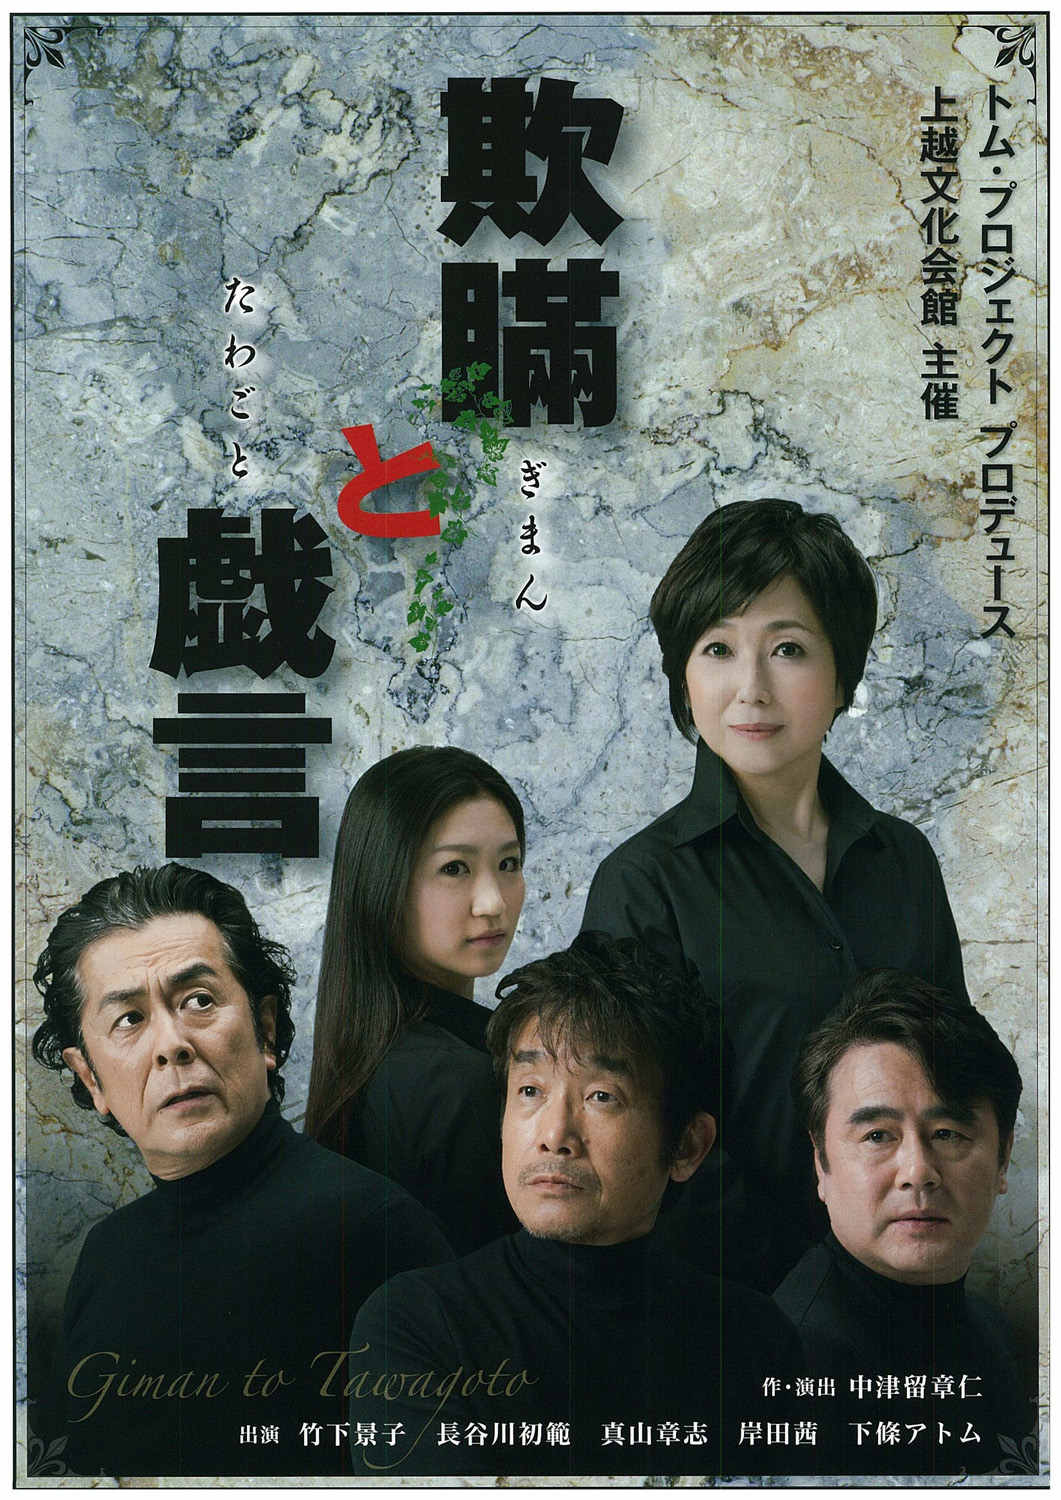 トム・プロジェクト プロデュース
上越文化会館 主催
欺瞞
ぎまん
と
戯言
たわごと
Giman to Tawagoto
作・演出 中津留章仁
出演 竹下景子 長谷川初範 真山章志 岸田茜 下條アトム